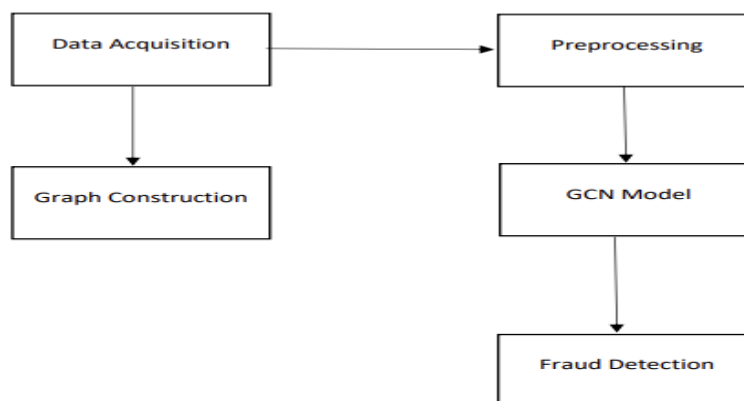 Data Acquisition
Preprocessing
Graph Construction
GCN Model
Fraud Detection